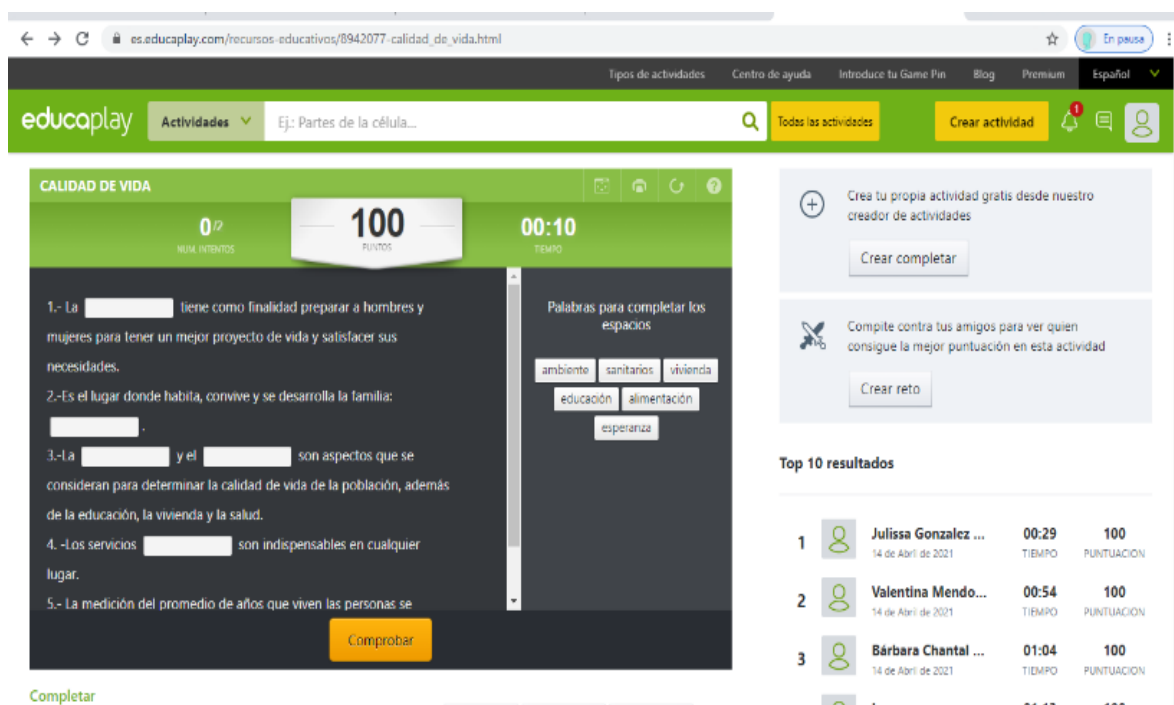 es.educaplay.com/recursos-educativos/8942077-calidad_de_vida.html
En pausa
Tipos de actividades Centro de ayuda Introduce tu Game Pin Blog Premium Español
educaplay Actividades Ej.: Partes de la célula... Todas las actividades Crear actividad 1
CALIDAD DE VIDA
0/2
NUM. INTENTOS
100
PUNTOS
00:10
TIEMPO
1.- La tiene como finalidad preparar a hombres y
mujeres para tener un mejor proyecto de vida y satisfacer sus
necesidades.
2.-Es el lugar donde habita, convive y se desarrolla la familia:
.
3.-La y el son aspectos que se
consideran para determinar la calidad de vida de la población, además
de la educación, la vivienda y la salud.
4. -Los servicios son indispensables en cualquier
lugar.
5.- La medición del promedio de años que viven las personas se
Palabras para completar los
espacios
ambiente sanitarios vivienda
educación alimentación
esperanza
Comprobar
Completar
Crea tu propia actividad gratis desde nuestro
creador de actividades
Crear completar
Compite contra tus amigos para ver quien
consigue la mejor puntuación en esta actividad
Crear reto
Top 10 resultados
1 Julissa Gonzalez ... 00:29 100
14 de Abril de 2021 TIEMPO PUNTUACION
2 Valentina Mendo... 00:54 100
14 de Abril de 2021 TIEMPO PUNTUACION
3 Bárbara Chantal ... 01:04 100
14 de Abril de 2021 TIEMPO PUNTUACION